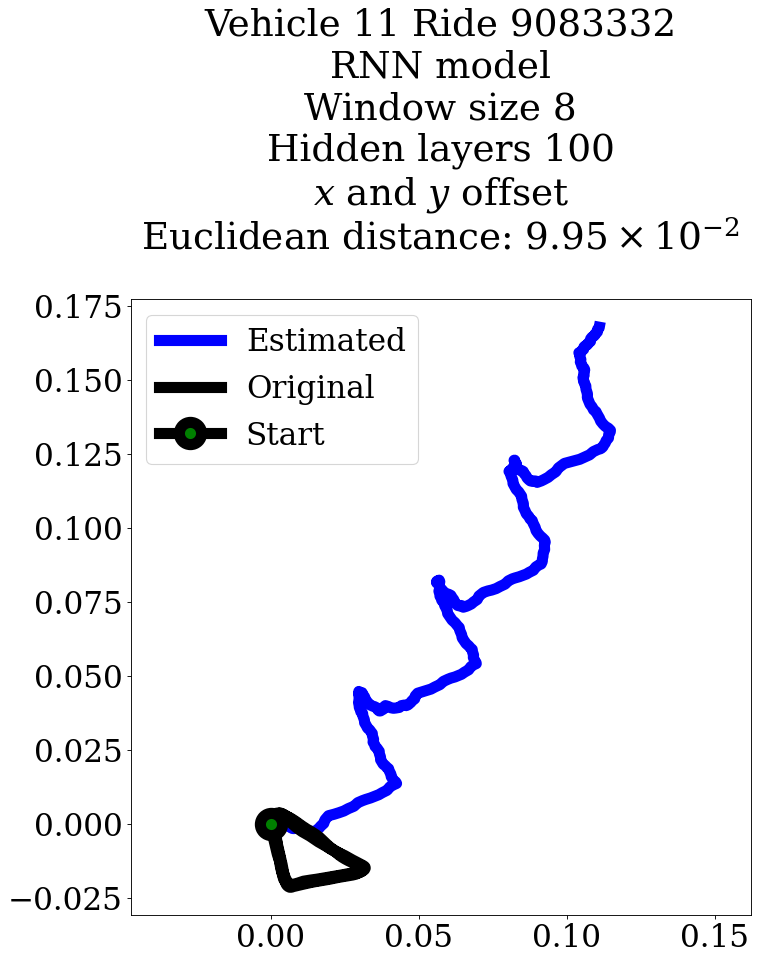 Vehicle 11 Ride 9083332
RNN model
Window size 8
Hidden layers 100
x and y offset
Euclidean distance: 9.95 × 10⁻²
0.175
0.150
0.125
0.100
0.075
0.050
0.025
0.000
−0.025
Estimated
Original
Start
0.00 0.05 0.10 0.15